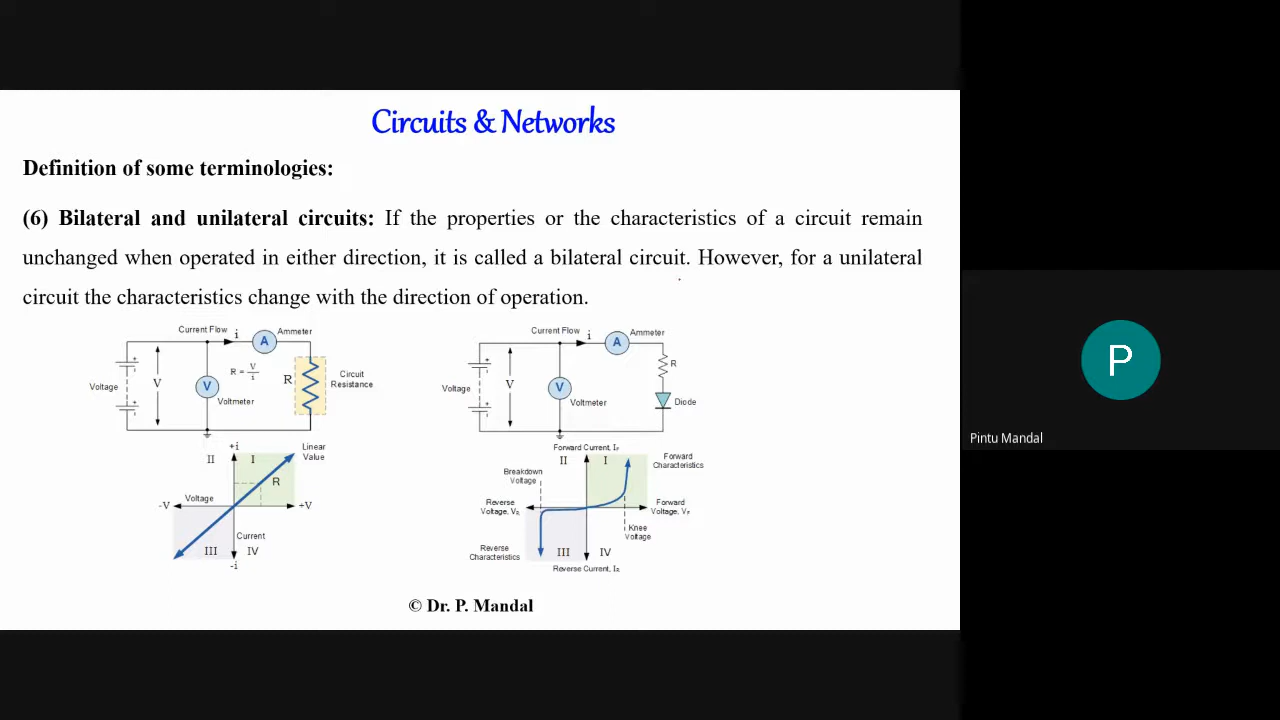 Circuits & Networks
Definition of some terminologies:
(6) Bilateral and unilateral circuits: If the properties or the characteristics of a circuit remain
unchanged when operated in either direction, it is called a bilateral circuit. However, for a unilateral
circuit the characteristics change with the direction of operation.
Current Flow
i
A
Ammeter
Voltage
+
+
V
V
Voltmeter
R = V/i
R
Circuit
Resistance
+i
II
I
Linear
Value
R
-V
Voltage
+V
Current
III
IV
-i
Current Flow
i
A
Ammeter
Voltage
+
+
V
V
Voltmeter
R
Diode
Forward Current, IF
II
I
Forward
Characteristics
Breakdown
Voltage
Reverse
Voltage, VR
Forward
Voltage, VF
Knee
Voltage
Reverse
Characteristics
III
IV
Reverse Current, IR
© Dr. P. Mandal
P
Pintu Mandal